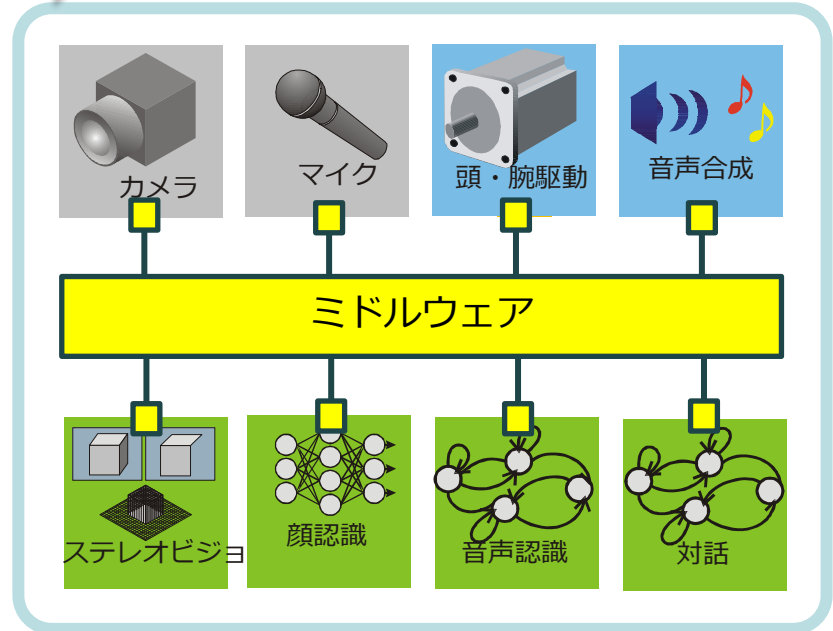 カメラ
マイク
頭・腕駆動
音声合成
ミドルウェア
ステレオビジョ
顔認識
音声認識
対話